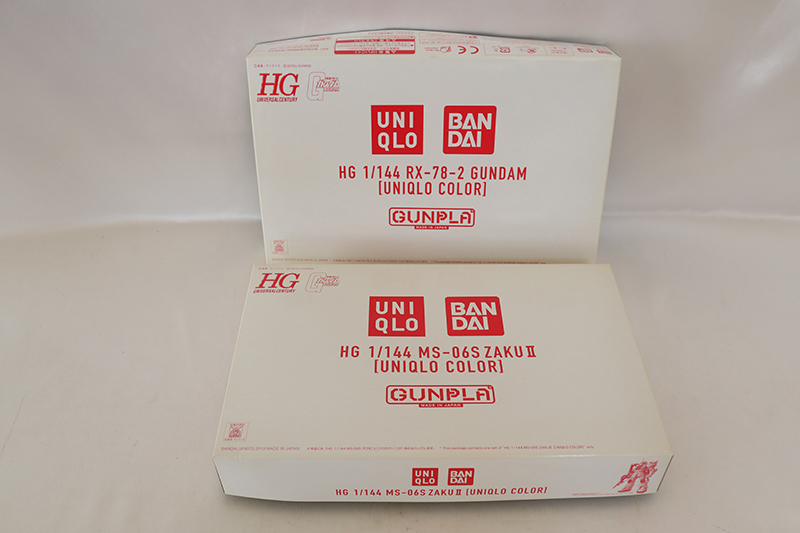 HG
UNIVERSAL CENTURY
UNI
QLO
BAN
DAI
HG 1/144 RX-78-2 GUNDAM
[UNIQLO COLOR]
GUNPLA
MADE IN JAPAN
HG
UNIVERSAL CENTURY
UNI
QLO
BAN
DAI
HG 1/144 MS-06S ZAKU II
[UNIQLO COLOR]
GUNPLA
MADE IN JAPAN
UNI
QLO
BAN
DAI
HG 1/144 MS-06S ZAKU II [UNIQLO COLOR]